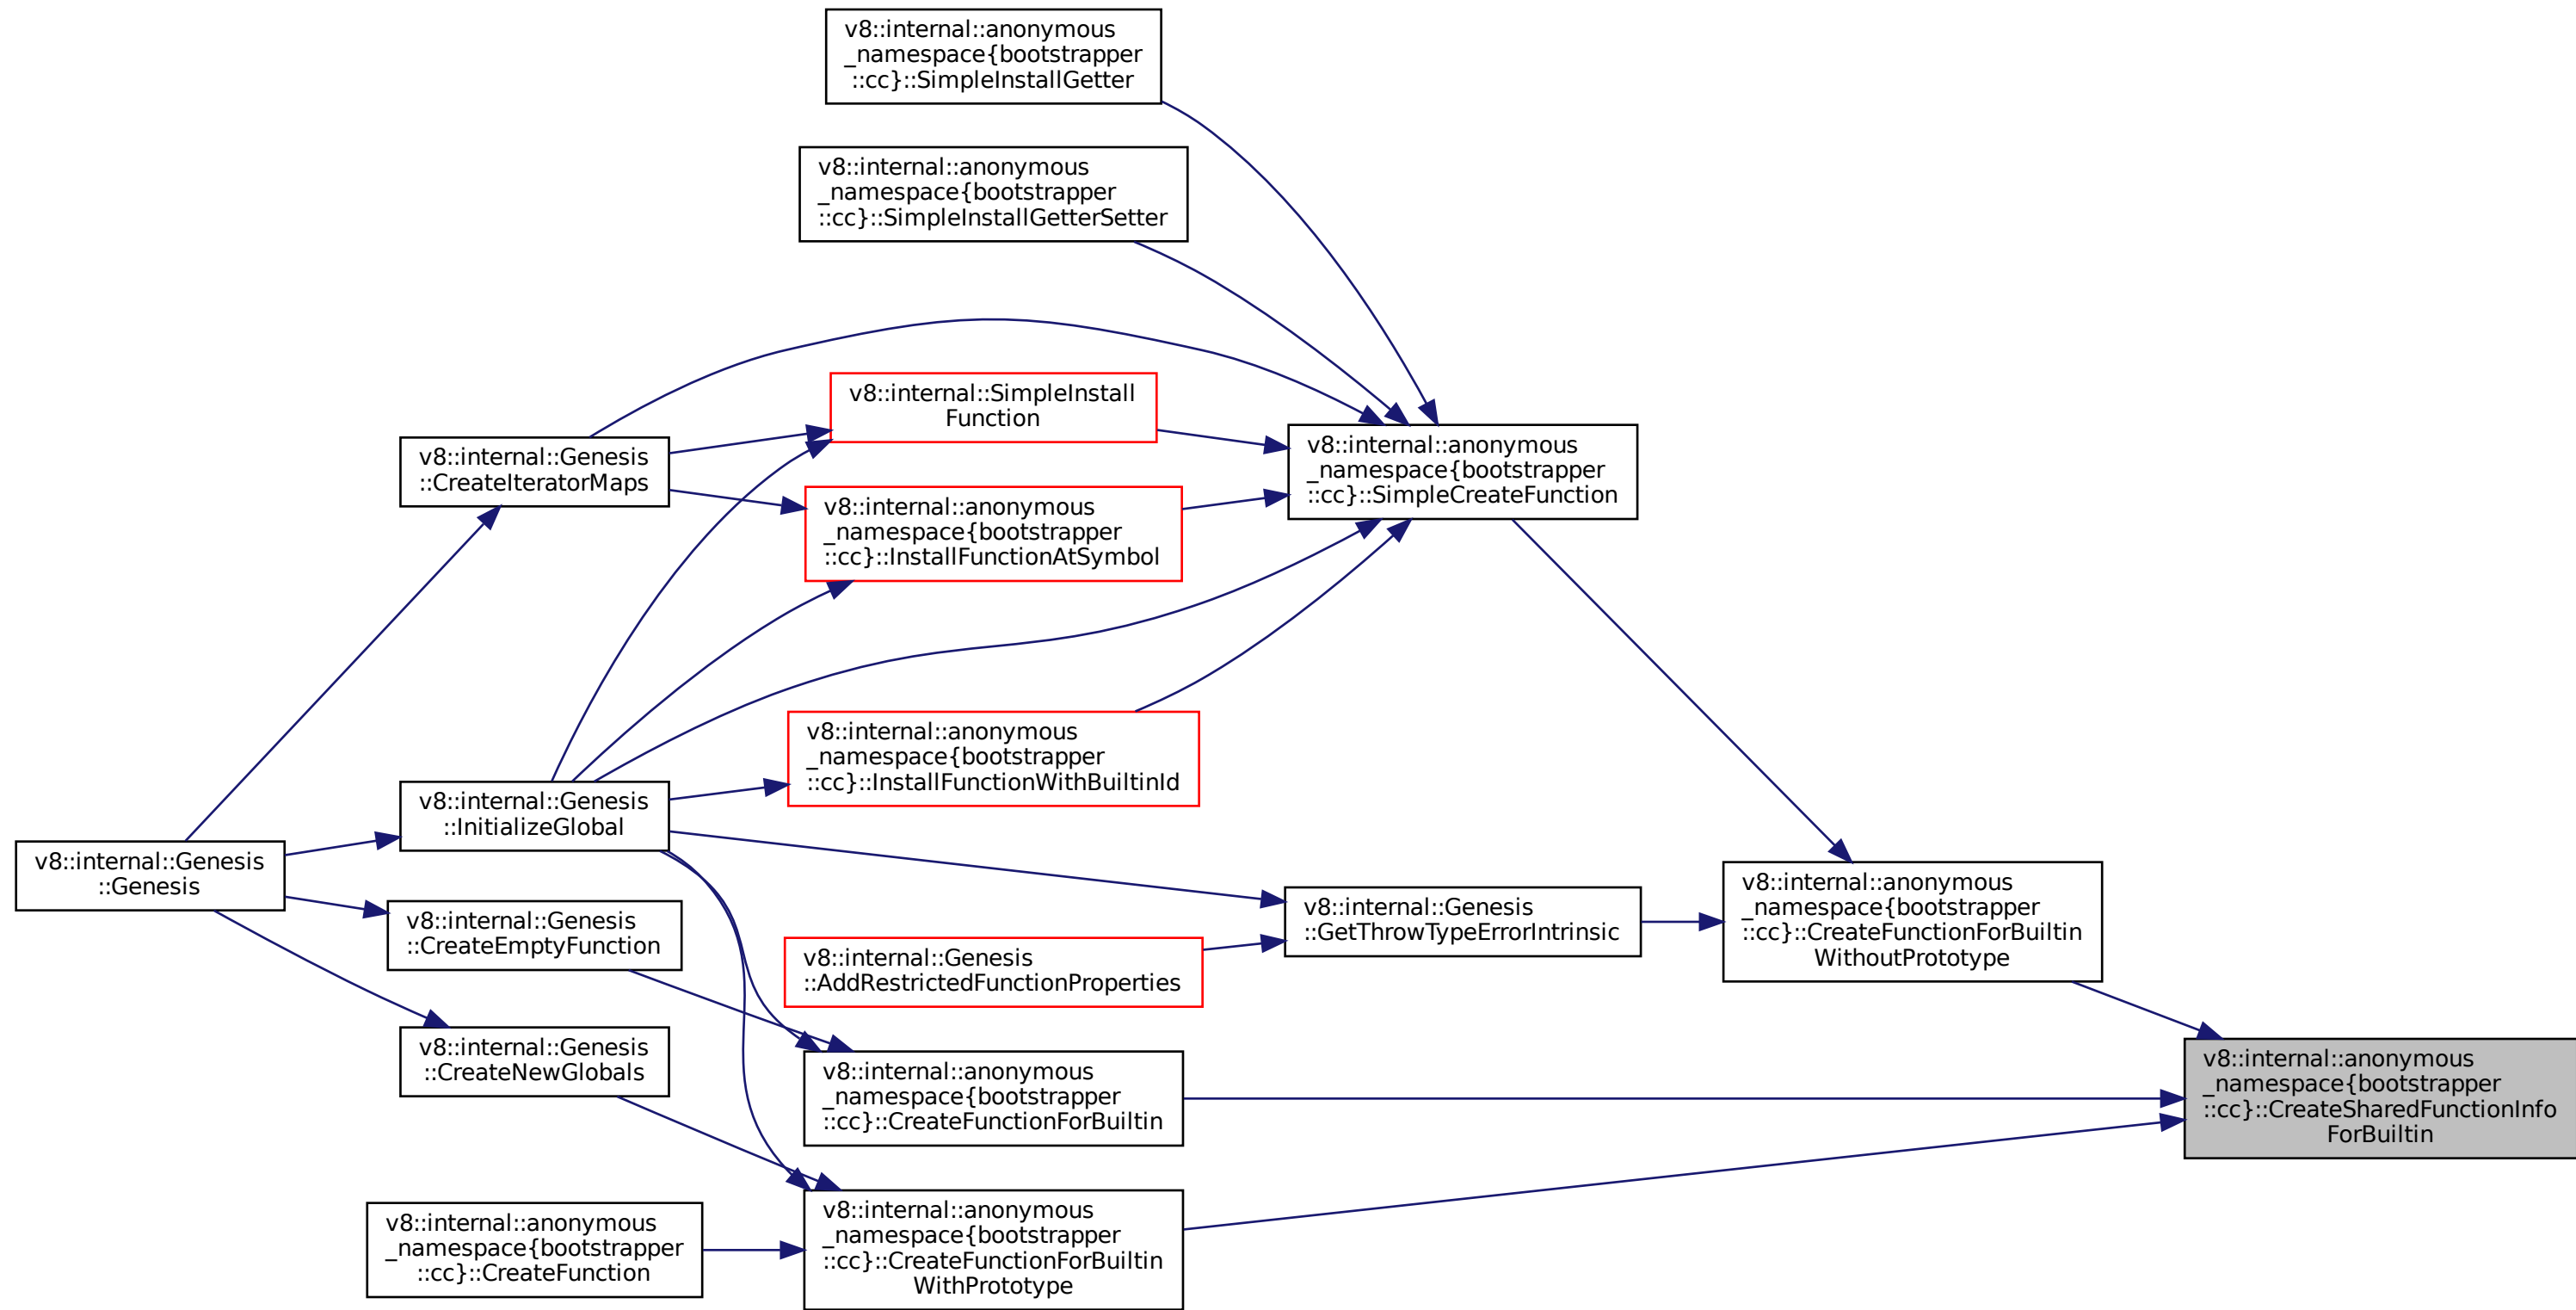 v8::internal::anonymous
_namespace{bootstrapper
::cc}::SimpleInstallGetter
v8::internal::anonymous
_namespace{bootstrapper
::cc}::SimpleInstallGetterSetter
v8::internal::SimpleInstall
Function
v8::internal::anonymous
_namespace{bootstrapper
::cc}::SimpleCreateFunction
v8::internal::Genesis
::CreateIteratorMaps
v8::internal::anonymous
_namespace{bootstrapper
::cc}::InstallFunctionAtSymbol
v8::internal::anonymous
_namespace{bootstrapper
::cc}::InstallFunctionWithBuiltinId
v8::internal::Genesis
::InitializeGlobal
v8::internal::Genesis
::Genesis
v8::internal::Genesis
::CreateEmptyFunction
v8::internal::Genesis
::GetThrowTypeErrorIntrinsic
v8::internal::anonymous
_namespace{bootstrapper
::cc}::CreateFunctionForBuiltin
WithoutPrototype
v8::internal::Genesis
::AddRestrictedFunctionProperties
v8::internal::Genesis
::CreateNewGlobals
v8::internal::anonymous
_namespace{bootstrapper
::cc}::CreateFunctionForBuiltin
v8::internal::anonymous
_namespace{bootstrapper
::cc}::CreateSharedFunctionInfo
ForBuiltin
v8::internal::anonymous
_namespace{bootstrapper
::cc}::CreateFunction
v8::internal::anonymous
_namespace{bootstrapper
::cc}::CreateFunctionForBuiltin
WithPrototype